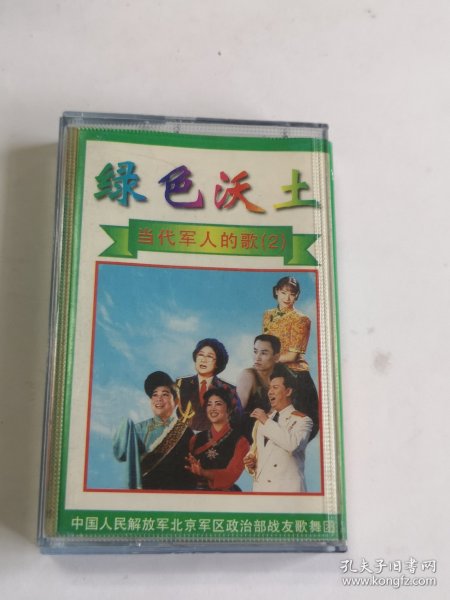 绿色沃土
当代军人的歌(2)
中国人民解放军北京军区政治部战友歌舞团
孔夫子旧书网
www.kongfz.com